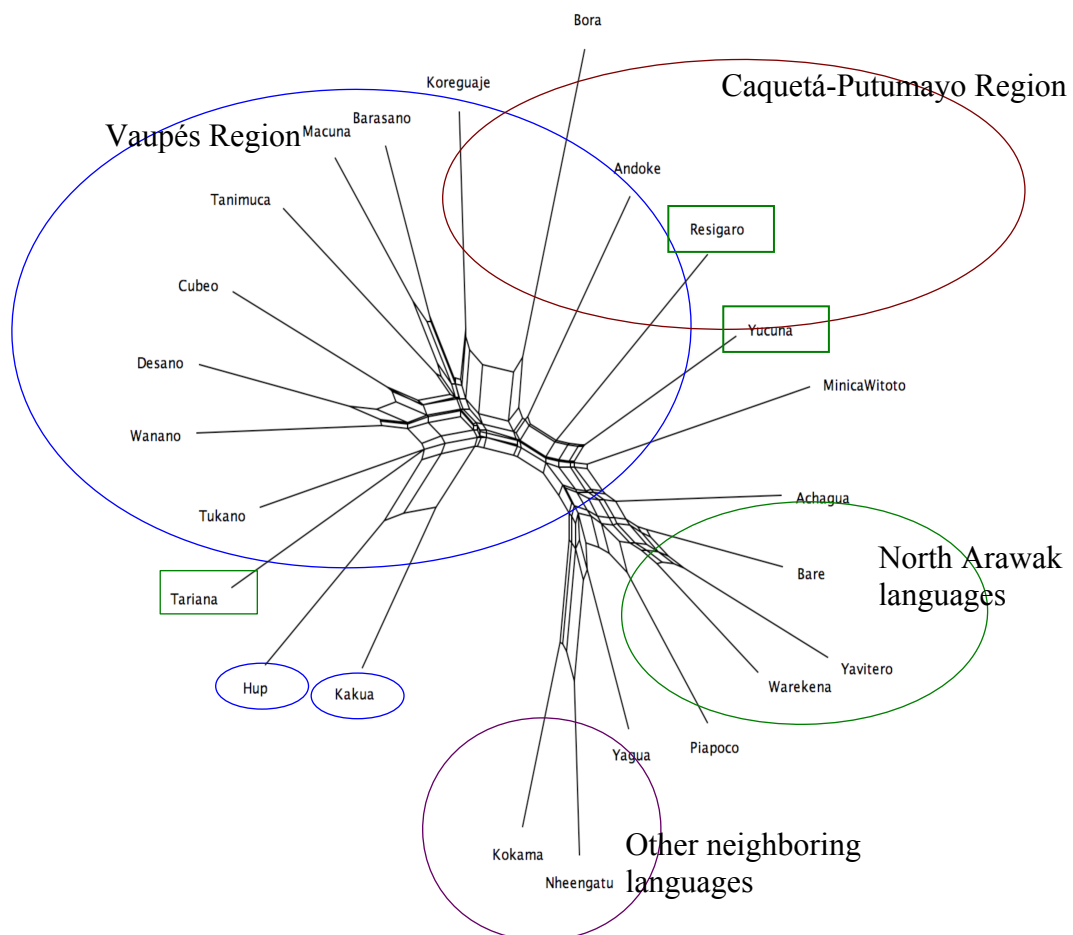 Bora
Koreguaje
Caquetá-Putumayo Region
Barasano
Vaupés Region
Macuna
Andoke
Tanimuca
Resigaro
Cubeo
Yucuna
Desano
MinicaWitoto
Wanano
Achagua
Tukano
North Arawak
languages
Bare
Tariana
Yavitero
Warekena
Hup
Kakua
Piapoco
Yagua
Kokama
Other neighboring
languages
Nheengatu